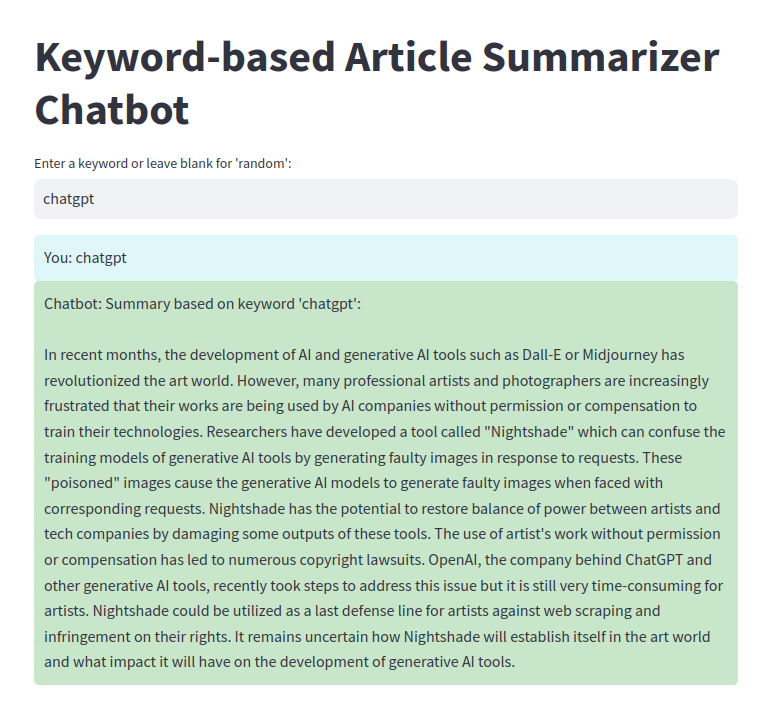 Keyword-based Article Summarizer
Chatbot
Enter a keyword or leave blank for 'random':
chatgpt
You: chatgpt
Chatbot: Summary based on keyword 'chatgpt':
In recent months, the development of AI and generative AI tools such as Dall-E or Midjourney has
revolutionized the art world. However, many professional artists and photographers are increasingly
frustrated that their works are being used by AI companies without permission or compensation to
train their technologies. Researchers have developed a tool called "Nightshade" which can confuse the
training models of generative AI tools by generating faulty images in response to requests. These
"poisoned" images cause the generative AI models to generate faulty images when faced with
corresponding requests. Nightshade has the potential to restore balance of power between artists and
tech companies by damaging some outputs of these tools. The use of artist's work without permission
or compensation has led to numerous copyright lawsuits. OpenAI, the company behind ChatGPT and
other generative AI tools, recently took steps to address this issue but it is still very time-consuming for
artists. Nightshade could be utilized as a last defense line for artists against web scraping and
infringement on their rights. It remains uncertain how Nightshade will establish itself in the art world
and what impact it will have on the development of generative AI tools.